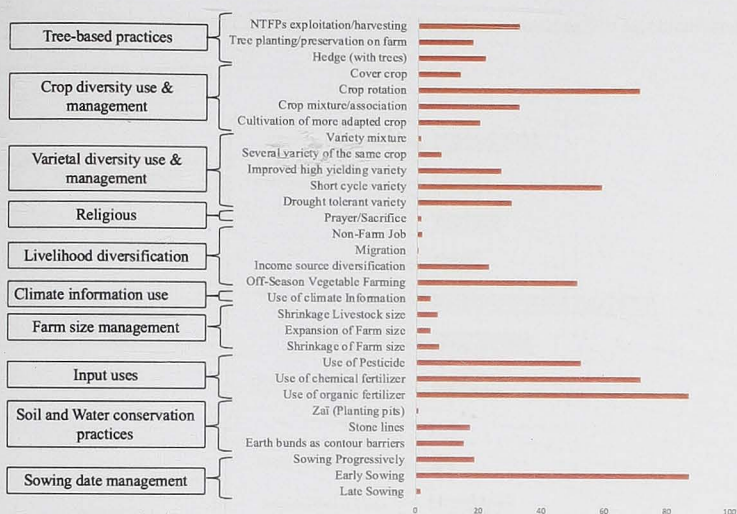 Tree-based practices
NTFPs exploitation/harvesting
Tree planting/preservation on farm
Hedge (with trees)
Crop diversity use &
management
Cover crop
Crop rotation
Crop mixture/association
Cultivation of more adapted crop
Varietal diversity use &
management
Variety mixture
Several variety of the same crop
Improved high yielding variety
Short cycle variety
Drought tolerant variety
Religious
Prayer/Sacrifice
Livelihood diversification
Non-Farm Job
Migration
Income source diversification
Off-Season Vegetable Farming
Climate information use
Use of climate Information
Farm size management
Shrinkage Livestock size
Expansion of Farm size
Shrinkage of Farm size
Input uses
Use of Pesticide
Use of chemical fertilizer
Use of organic fertilizer
Soil and Water conservation
practices
Zaï (Planting pits)
Stone lines
Earth bunds as contour barriers
Sowing date management
Sowing Progressively
Early Sowing
Late Sowing
0 20 40 60 80 100